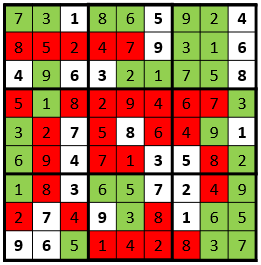 7 3 1 8 6 5 9 2 4
8 5 2 4 7 9 3 1 6
4 9 6 3 2 1 7 5 8
5 1 8 2 9 4 6 7 3
3 2 7 5 8 6 4 9 1
6 9 4 7 1 3 5 8 2
1 8 3 6 5 7 2 4 9
2 7 4 9 3 8 1 6 5
9 6 5 1 4 2 8 3 7